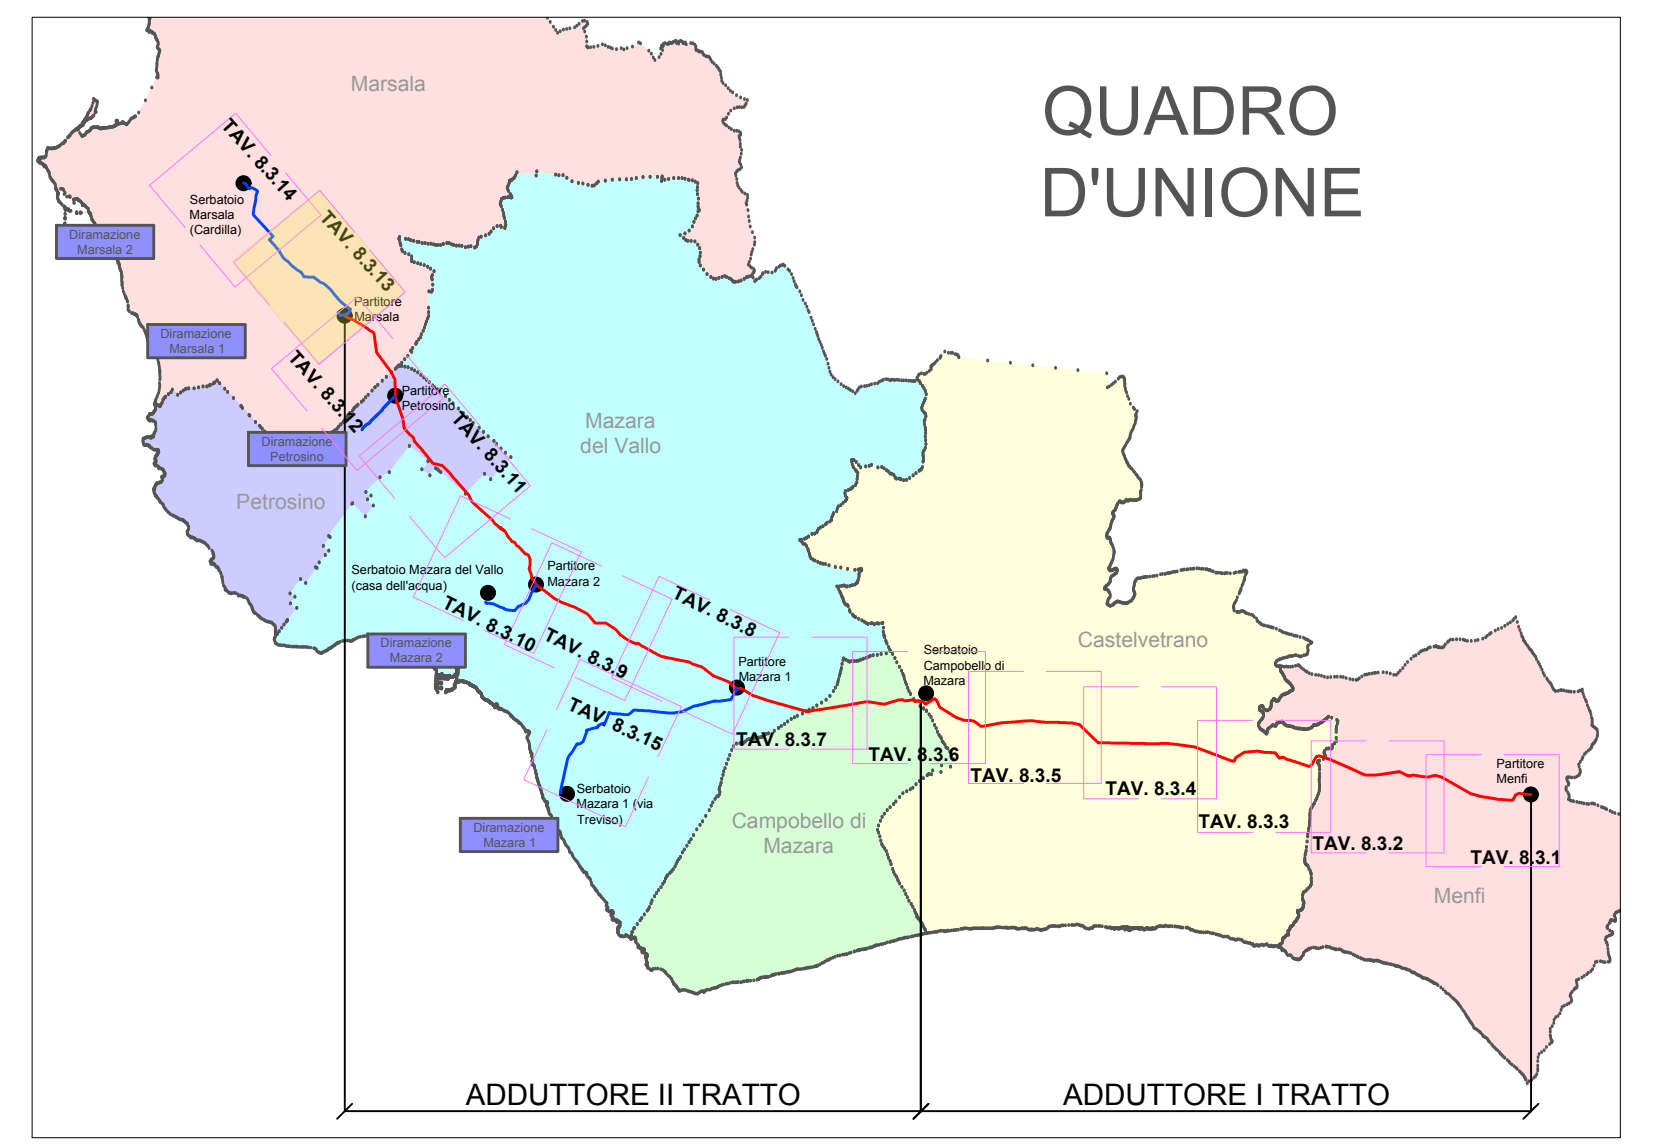 QUADRO
D'UNIONE
Marsala
TAV. 8.3.14
Serbatoio
Marsala
(Cardilla)
Diramazione
Marsala 2
TAV. 8.3.13
Partitore
Marsala
Diramazione
Marsala 1
TAV. 8.3.12
Partitore
Petrosino
Diramazione
Petrosino
TAV. 8.3.11
Petrosino
Mazara
del Vallo
Serbatoio Mazara del Vallo
(casa dell'acqua)
Partitore
Mazara 2
TAV. 8.3.10
TAV. 8.3.9
TAV. 8.3.8
Diramazione
Mazara 2
Partitore
Mazara 1
Serbatoio
Campobello di
Mazara
Castelvetrano
TAV. 8.3.15
TAV. 8.3.7
TAV. 8.3.6
TAV. 8.3.5
TAV. 8.3.4
TAV. 8.3.3
TAV. 8.3.2
TAV. 8.3.1
Partitore
Menfi
Serbatoio
Mazara 1 (via
Treviso)
Diramazione
Mazara 1
Campobello di
Mazara
Menfi
ADDUTTORE II TRATTO
ADDUTTORE I TRATTO